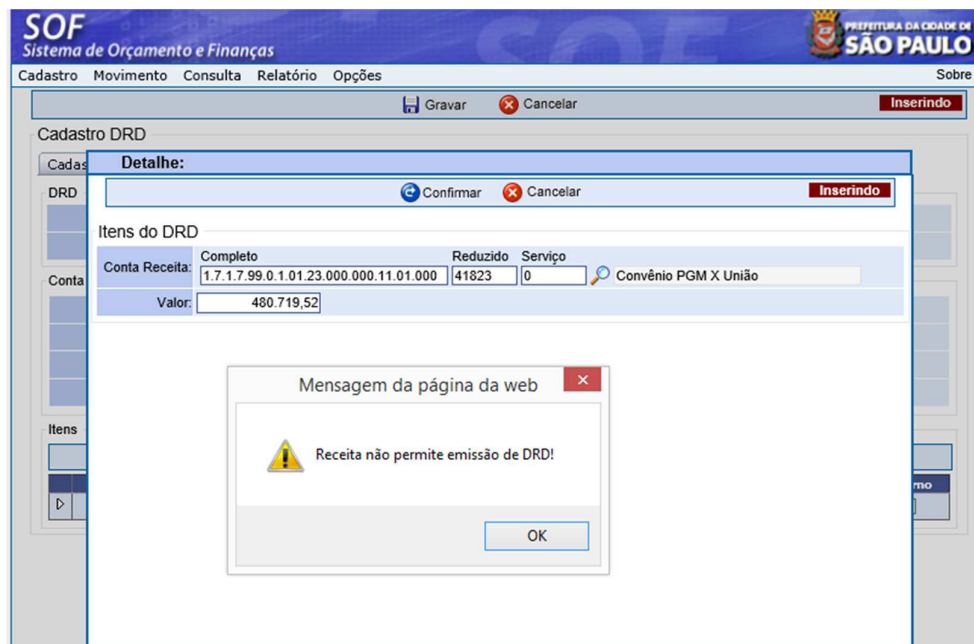 SOF
Sistema de Orçamento e Finanças
PREFEITURA DA CIDADE DE
SÃO PAULO
Cadastro Movimento Consulta Relatório Opções Sobre
Gravar Cancelar Inserindo
Cadastro DRD
Detalhe:
DRD
Confirmar Cancelar Inserindo
Itens do DRD
Completo Reduzido Serviço
Conta Receita: 1.7.1.7.99.0.1.01.23.000.000.11.01.000 41823 0 Convênio PGM X União
Conta
Valor: 480.719,52
Mensagem da página da web
Receita não permite emissão de DRD!
OK
Itens